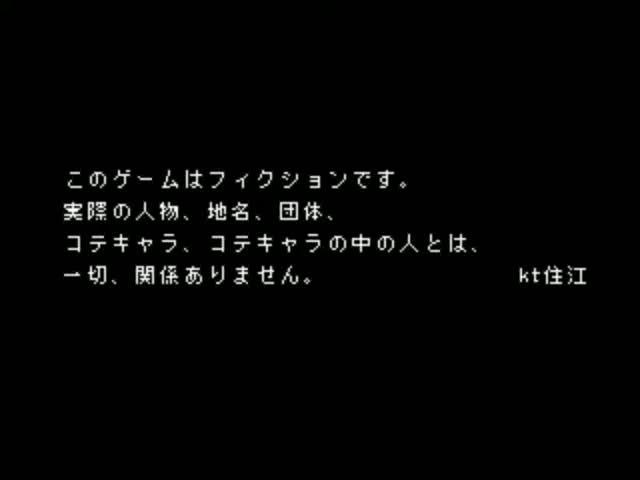 このゲームはフィクションです。
実際の人物、地名、団体、
コテキャラ、コテキャラの中の人とは、
一切、関係ありません。 kt住江